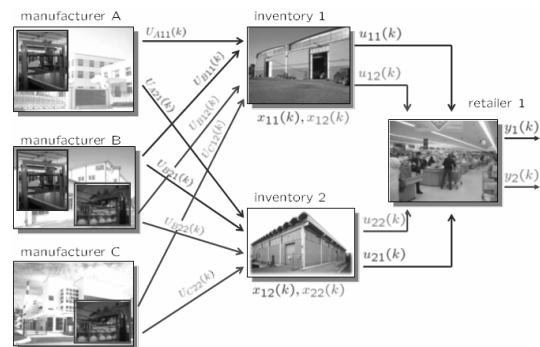 manufacturer A
inventory 1
U_{A11}(k)
u_{11}(k)
U_{A21}(k)
U_{B11}(k)
u_{12}(k)
retailer 1
U_{B12}(k)
x_{11}(k), x_{12}(k)
y_1(k)
manufacturer B
U_{C12}(k)
U_{B21}(k)
y_2(k)
inventory 2
U_{B22}(k)
u_{22}(k)
manufacturer C
u_{21}(k)
U_{C22}(k)
x_{12}(k), x_{22}(k)